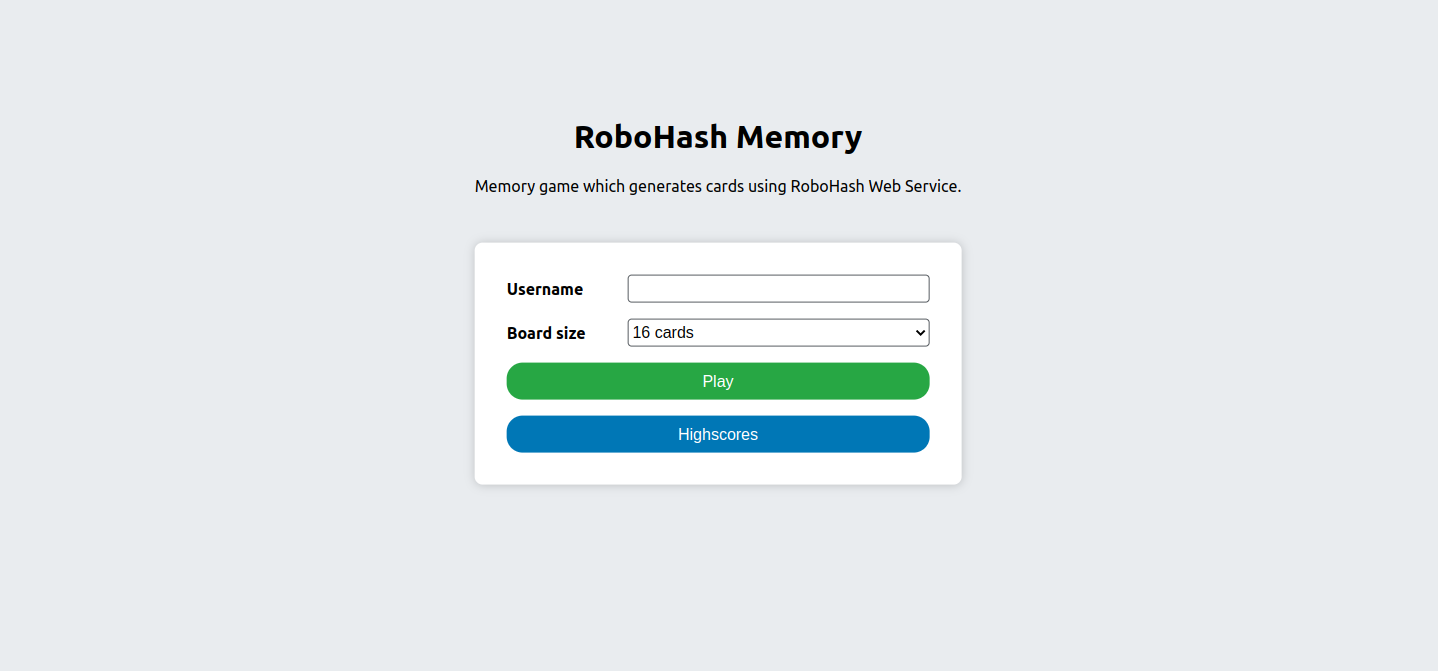 RoboHash Memory
Memory game which generates cards using RoboHash Web Service.
Username
Board size 16 cards
Play
Highscores